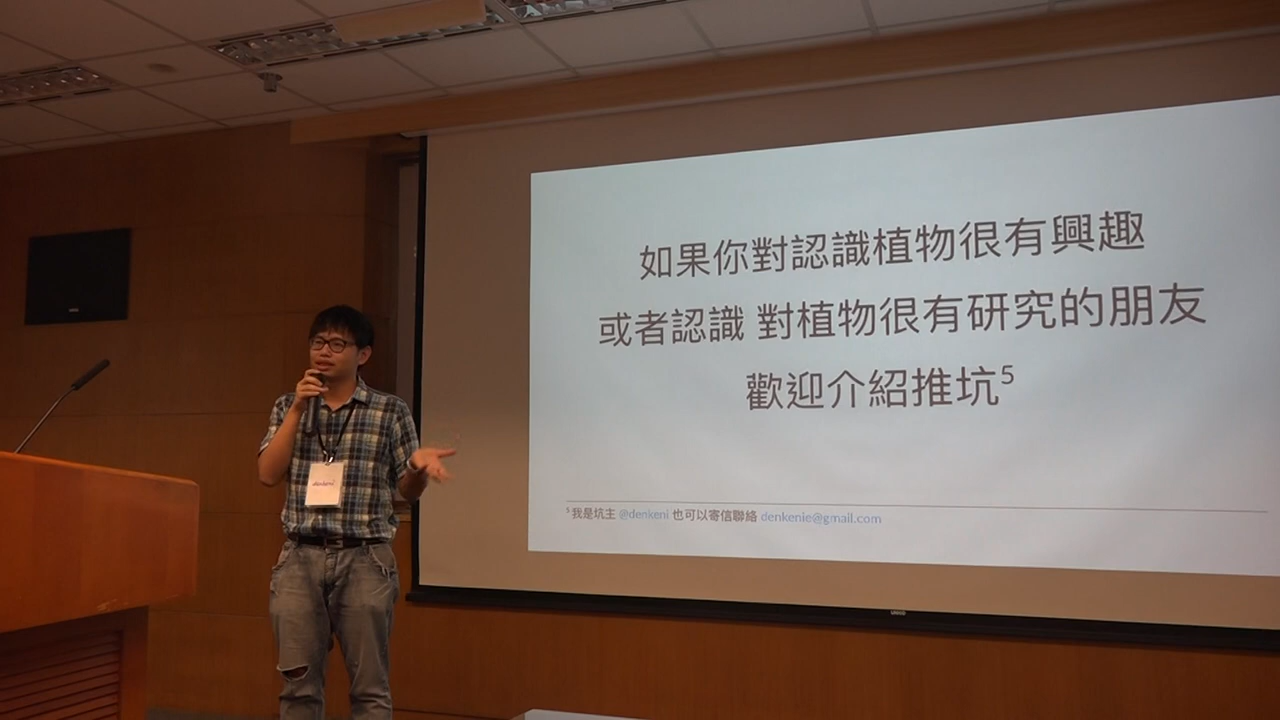 如果你對認識植物很有興趣
或者認識 對植物很有研究的朋友
歡迎介紹推坑⁵
⁵ 我是坑主 @denkeni 也可以寄信聯絡 denkenie@gmail.com
denkeni